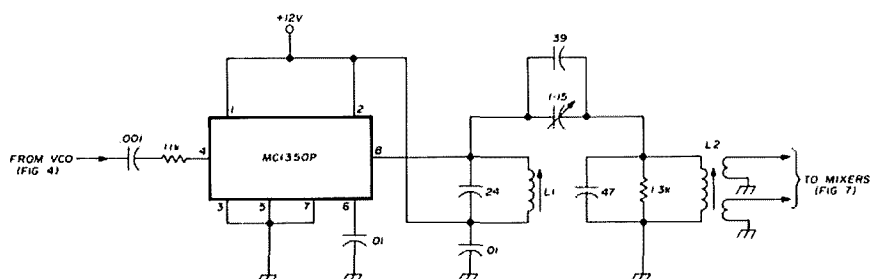 +12V
39
1-15
1
2
.001
11k
4
MC1350P
8
L2
FROM VCO
(FIG 4)
TO MIXERS
(FIG 7)
24
L1
47
1.3k
3
5
7
6
.01
.01